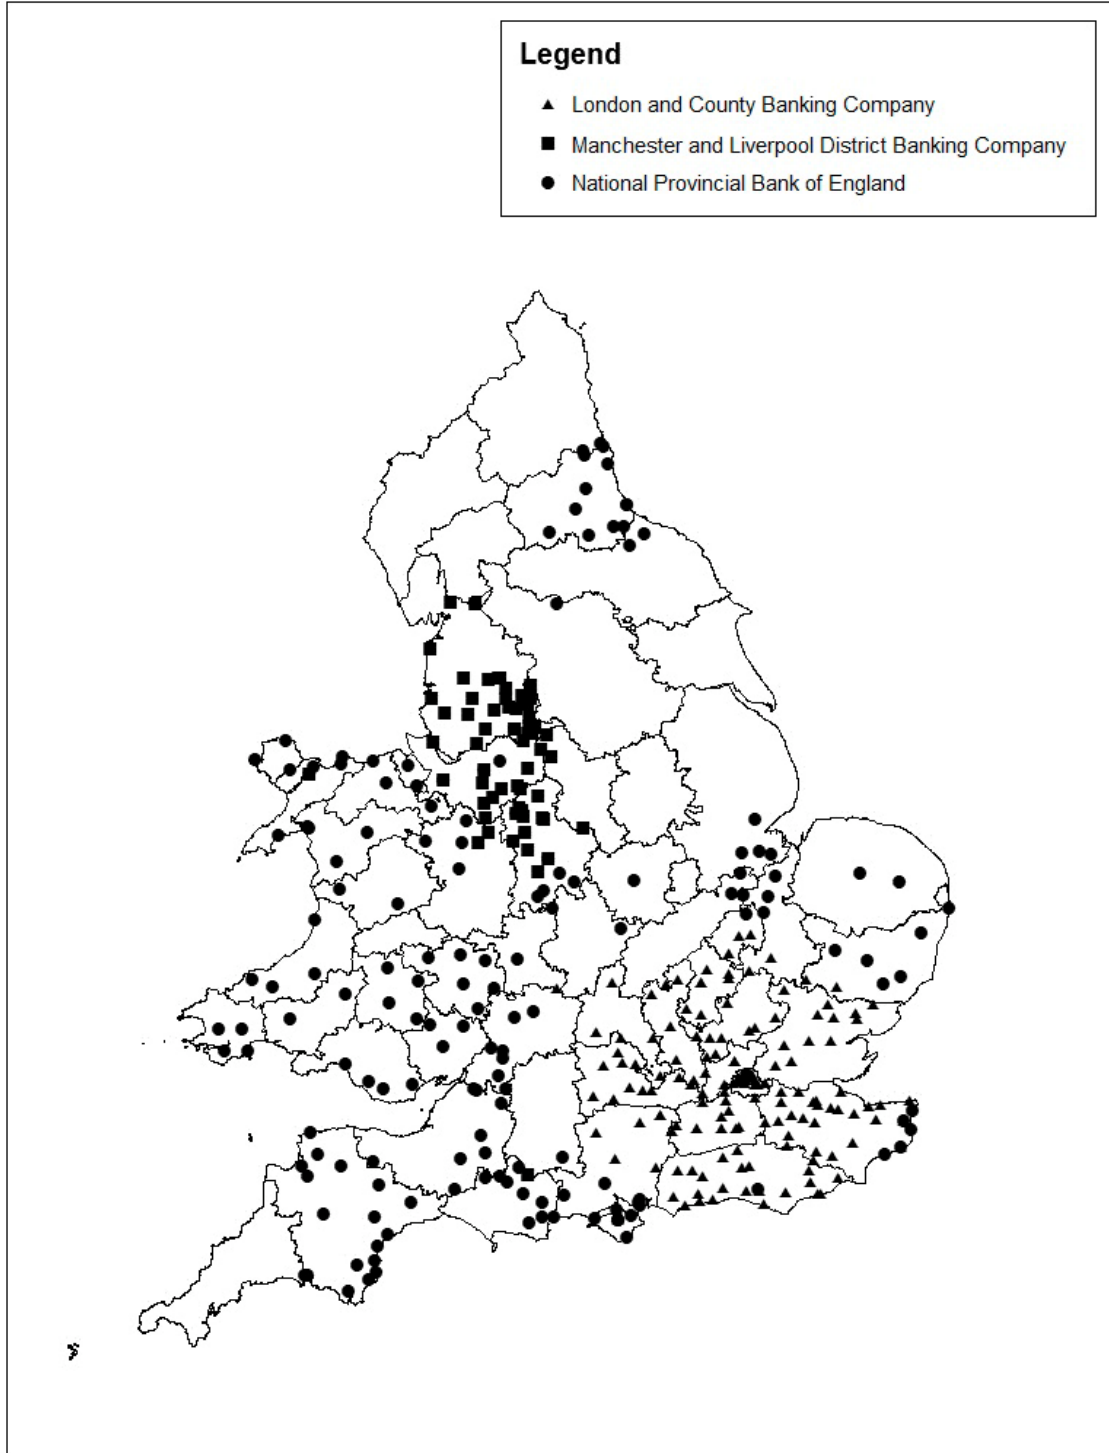 Legend
London and County Banking Company
Manchester and Liverpool District Banking Company
National Provincial Bank of England